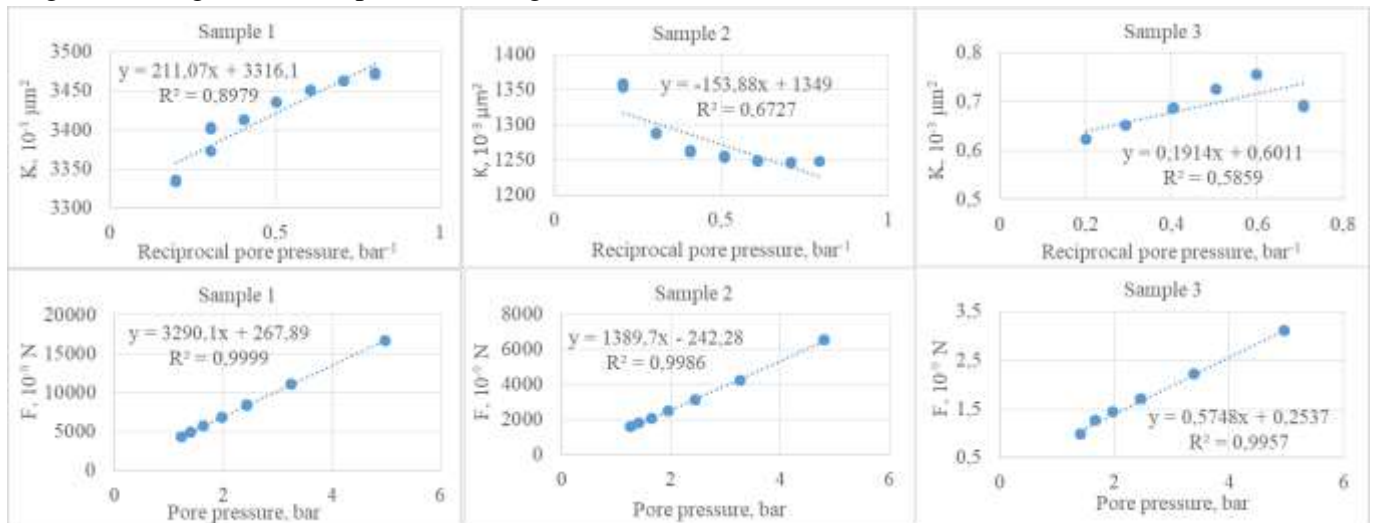 Sample 1
3500
3450
3400
3350
3300
K, 10⁻³ μm²
y = 211,07x + 3316,1
R² = 0,8979
0
0,5
1
Reciprocal pore pressure, bar⁻¹
Sample 2
1400
1350
1300
1250
1200
K, 10⁻³ μm²
y = -153,88x + 1349
R² = 0,6727
0
0,5
1
Reciprocal pore pressure, bar⁻¹
Sample 3
0,8
0,7
0,6
0,5
K, 10⁻³ μm²
y = 0,1914x + 0,6011
R² = 0,5859
0
0,2
0,4
0,6
0,8
Reciprocal pore pressure, bar⁻¹
Sample 1
20000
15000
10000
5000
0
F, 10⁻⁹ N
y = 3290,1x + 267,89
R² = 0,9999
0
2
4
6
Pore pressure, bar
Sample 2
8000
6000
4000
2000
0
F, 10⁻⁹ N
y = 1389,7x - 242,28
R² = 0,9986
0
2
4
6
Pore pressure, bar
Sample 3
3,5
2,5
1,5
0,5
F, 10⁻⁹ N
y = 0,5748x + 0,2537
R² = 0,9957
0
2
4
6
Pore pressure, bar